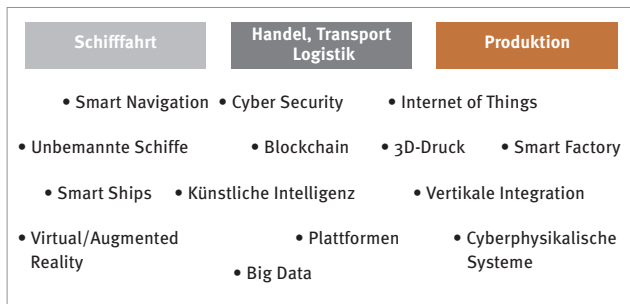 Schifffahrt
Handel, Transport
Logistik
Produktion
• Smart Navigation • Cyber Security • Internet of Things
• Unbemannte Schiffe • Blockchain • 3D-Druck • Smart Factory
• Smart Ships • Künstliche Intelligenz • Vertikale Integration
• Virtual/Augmented
Reality
• Plattformen
• Cyberphysikalische
Systeme
• Big Data